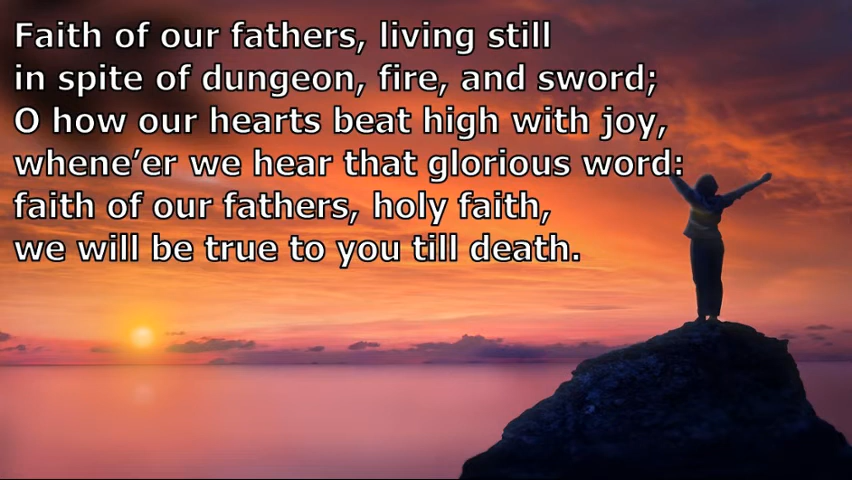 Faith of our fathers, living still
in spite of dungeon, fire, and sword;
O how our hearts beat high with joy,
whene’er we hear that glorious word:
faith of our fathers, holy faith,
we will be true to you till death.